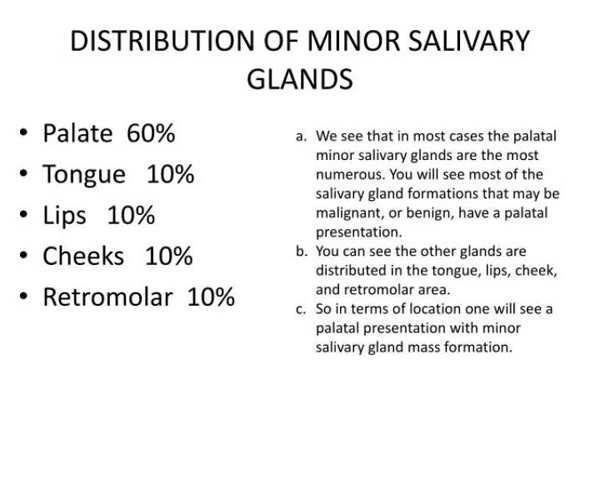 DISTRIBUTION OF MINOR SALIVARY
GLANDS
• Palate 60%
• Tongue 10%
• Lips 10%
• Cheeks 10%
• Retromolar 10%
a. We see that in most cases the palatal
minor salivary glands are the most
numerous. You will see most of the
salivary gland formations that may be
malignant, or benign, have a palatal
presentation.
b. You can see the other glands are
distributed in the tongue, lips, cheek,
and retromolar area.
c. So in terms of location one will see a
palatal presentation with minor
salivary gland mass formation.